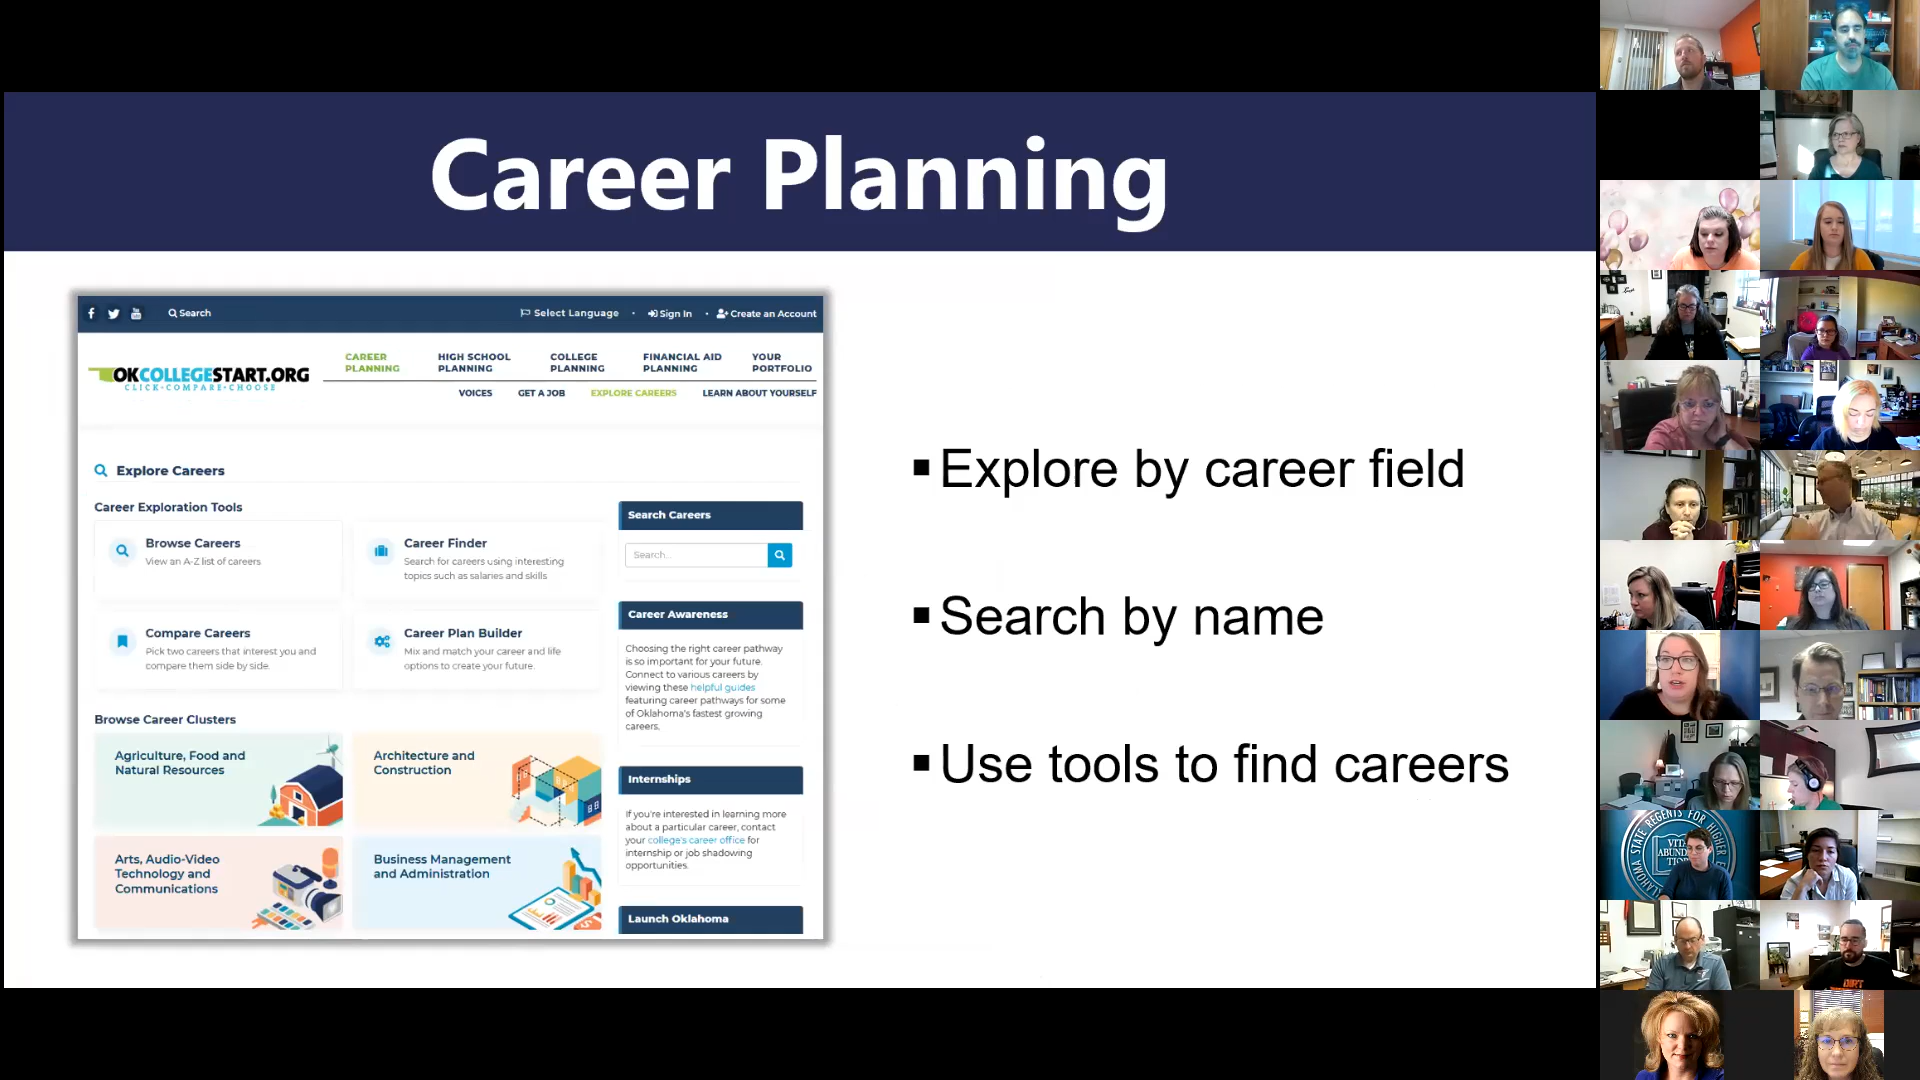 Career Planning
Search
Select Language
Sign In
Create an Account
OKCOLLEGESTART.ORG
CLICK•COMPARE•CHOOSE
CAREER PLANNING
HIGH SCHOOL PLANNING
COLLEGE PLANNING
FINANCIAL AID PLANNING
YOUR PORTFOLIO
VOICES
GET A JOB
EXPLORE CAREERS
LEARN ABOUT YOURSELF
Explore Careers
Career Exploration Tools
Browse Careers
View an A-Z list of careers
Career Finder
Search for careers using interesting
topics such as salaries and skills
Compare Careers
Pick two careers that interest you and
compare them side by side.
Career Plan Builder
Mix and match your career and life
options to create your future.
Browse Career Clusters
Agriculture, Food and
Natural Resources
Architecture and
Construction
Arts, Audio-Video
Technology and
Communications
Business Management
and Administration
Search Careers
Search...
Career Awareness
Choosing the right career pathway
is so important for your future.
Connect to various careers by
viewing these helpful guides
featuring career pathways for some
of Oklahoma's fastest growing
careers.
Internships
If you're interested in learning more
about a particular career, contact
your college's career office for
internship or job shadowing
opportunities.
Launch Oklahoma
▪ Explore by career field
▪ Search by name
▪ Use tools to find careers
STATE REGENTS FOR HIGHER